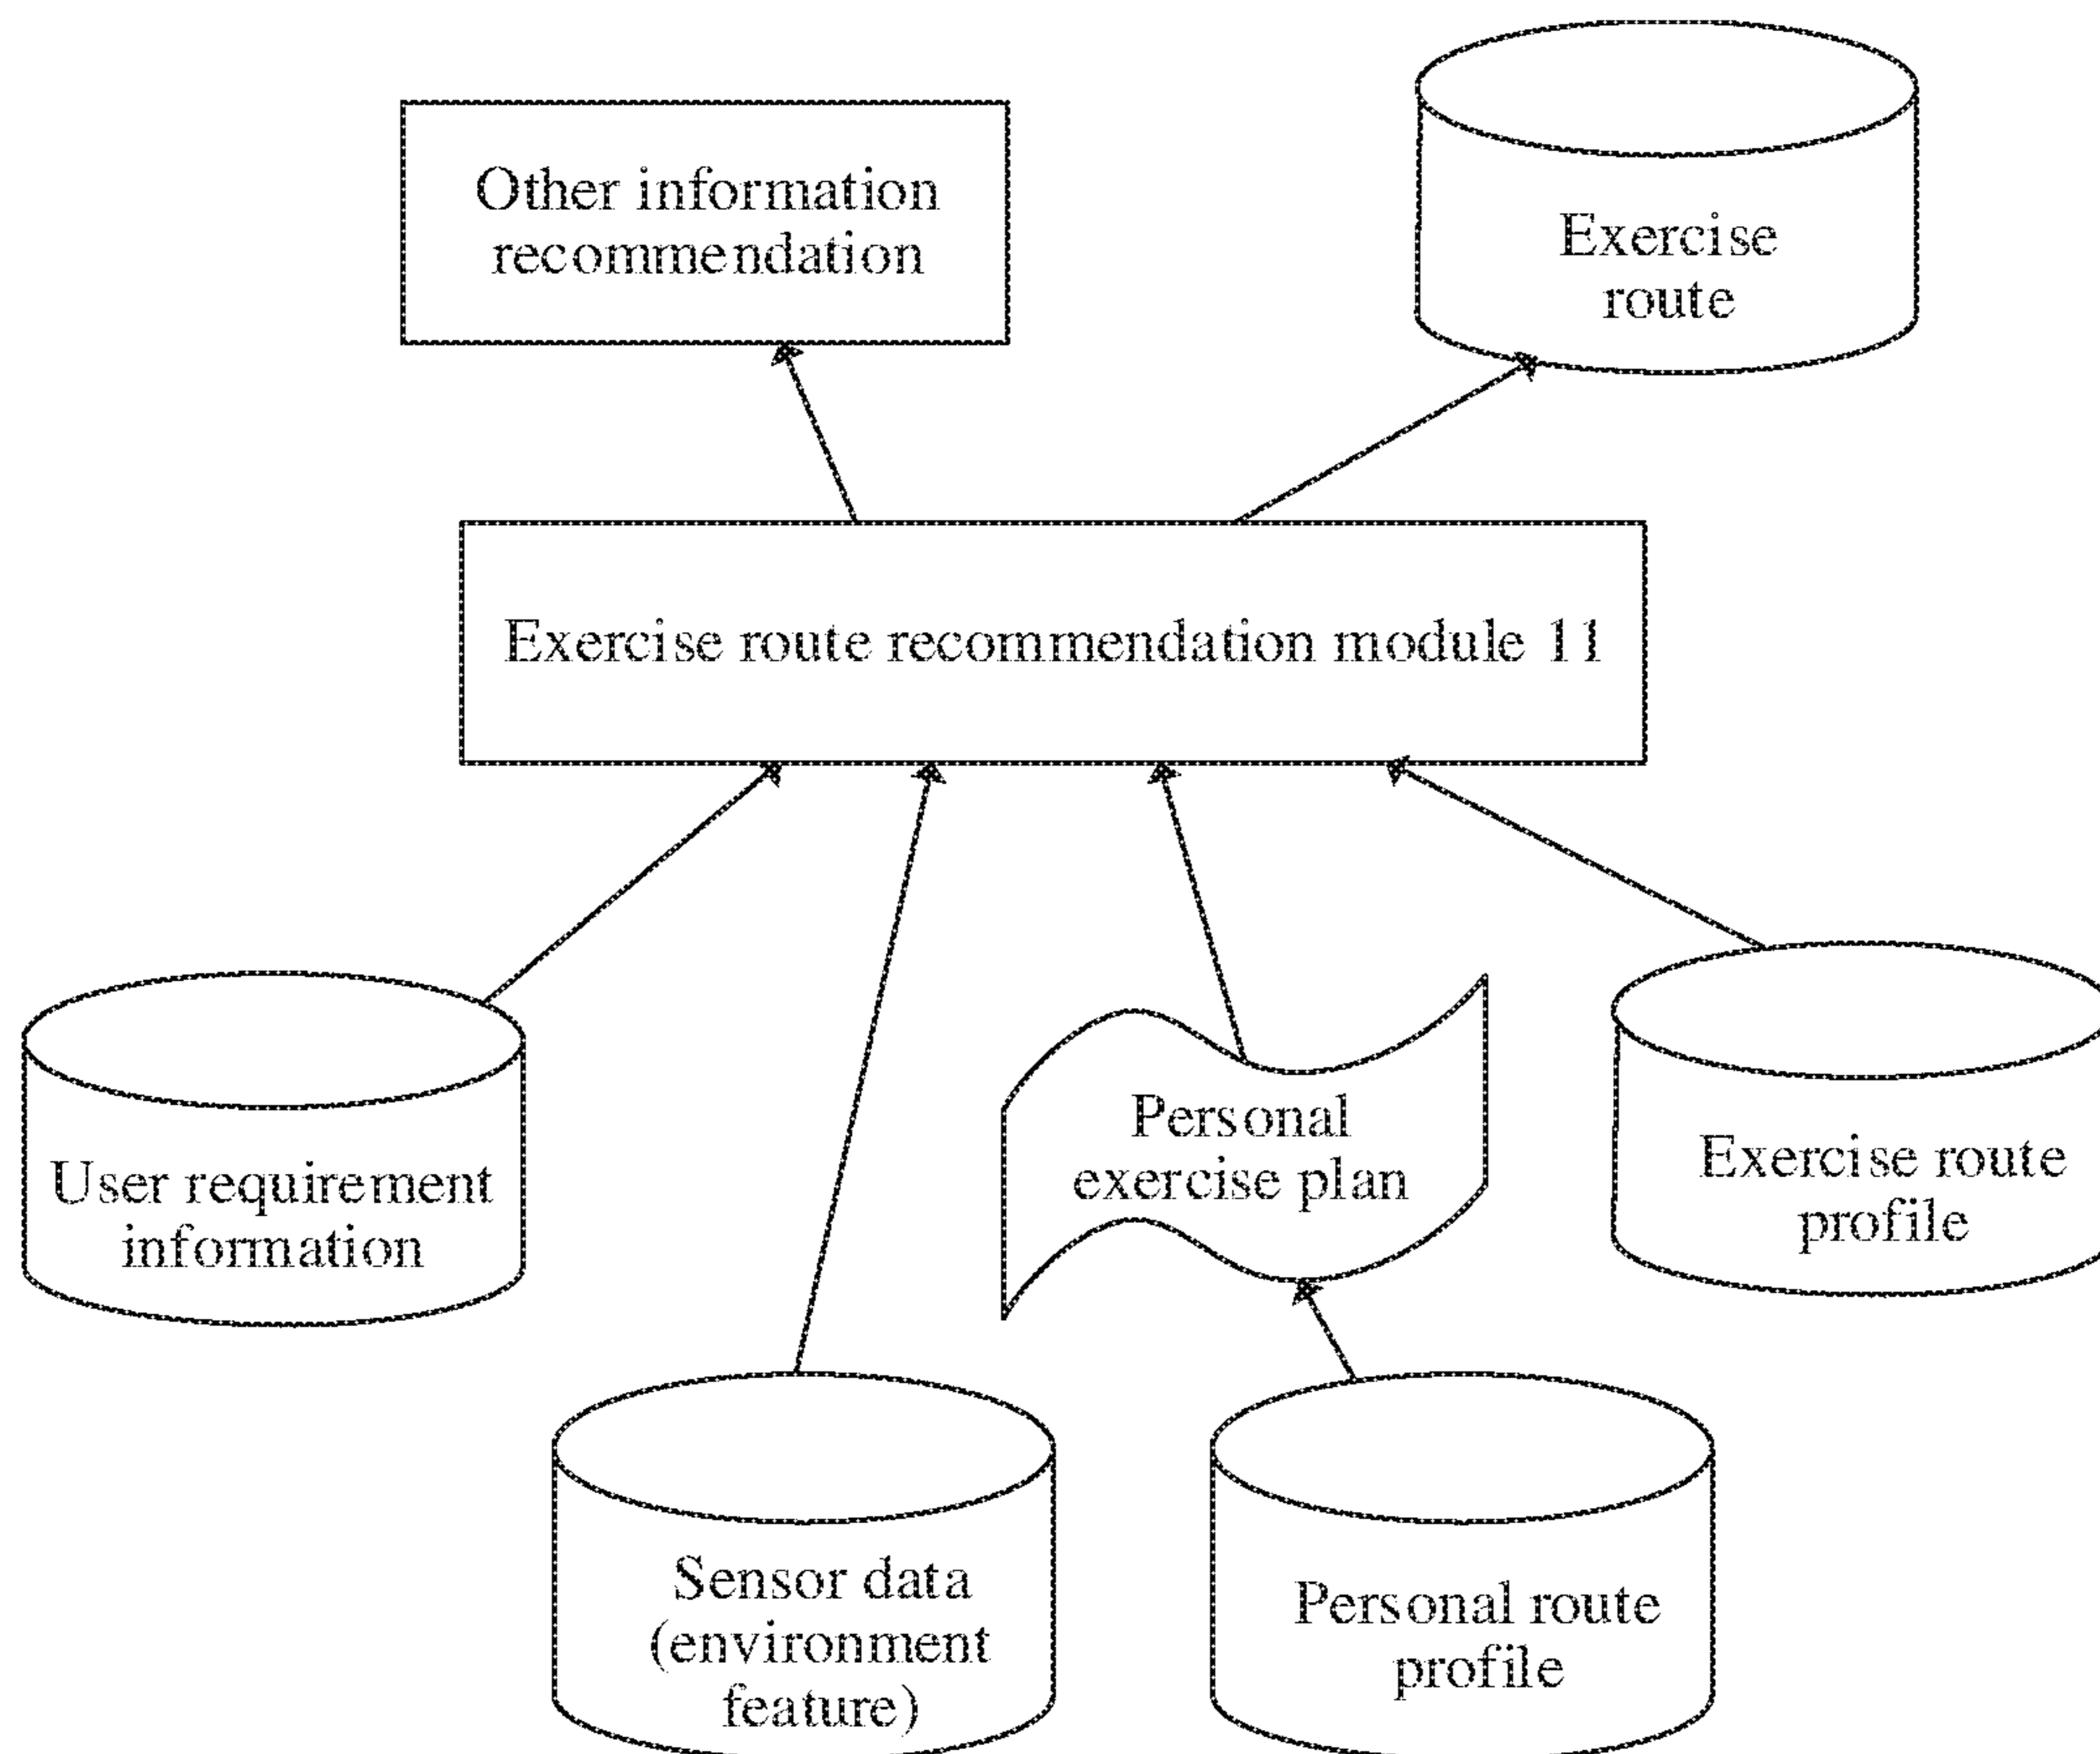 Other information
recommendation
Exercise
route
Exercise route recommendation module 11
User requirement
information
Personal
exercise plan
Exercise route
profile
Sensor data
(environment
feature)
Personal route
profile